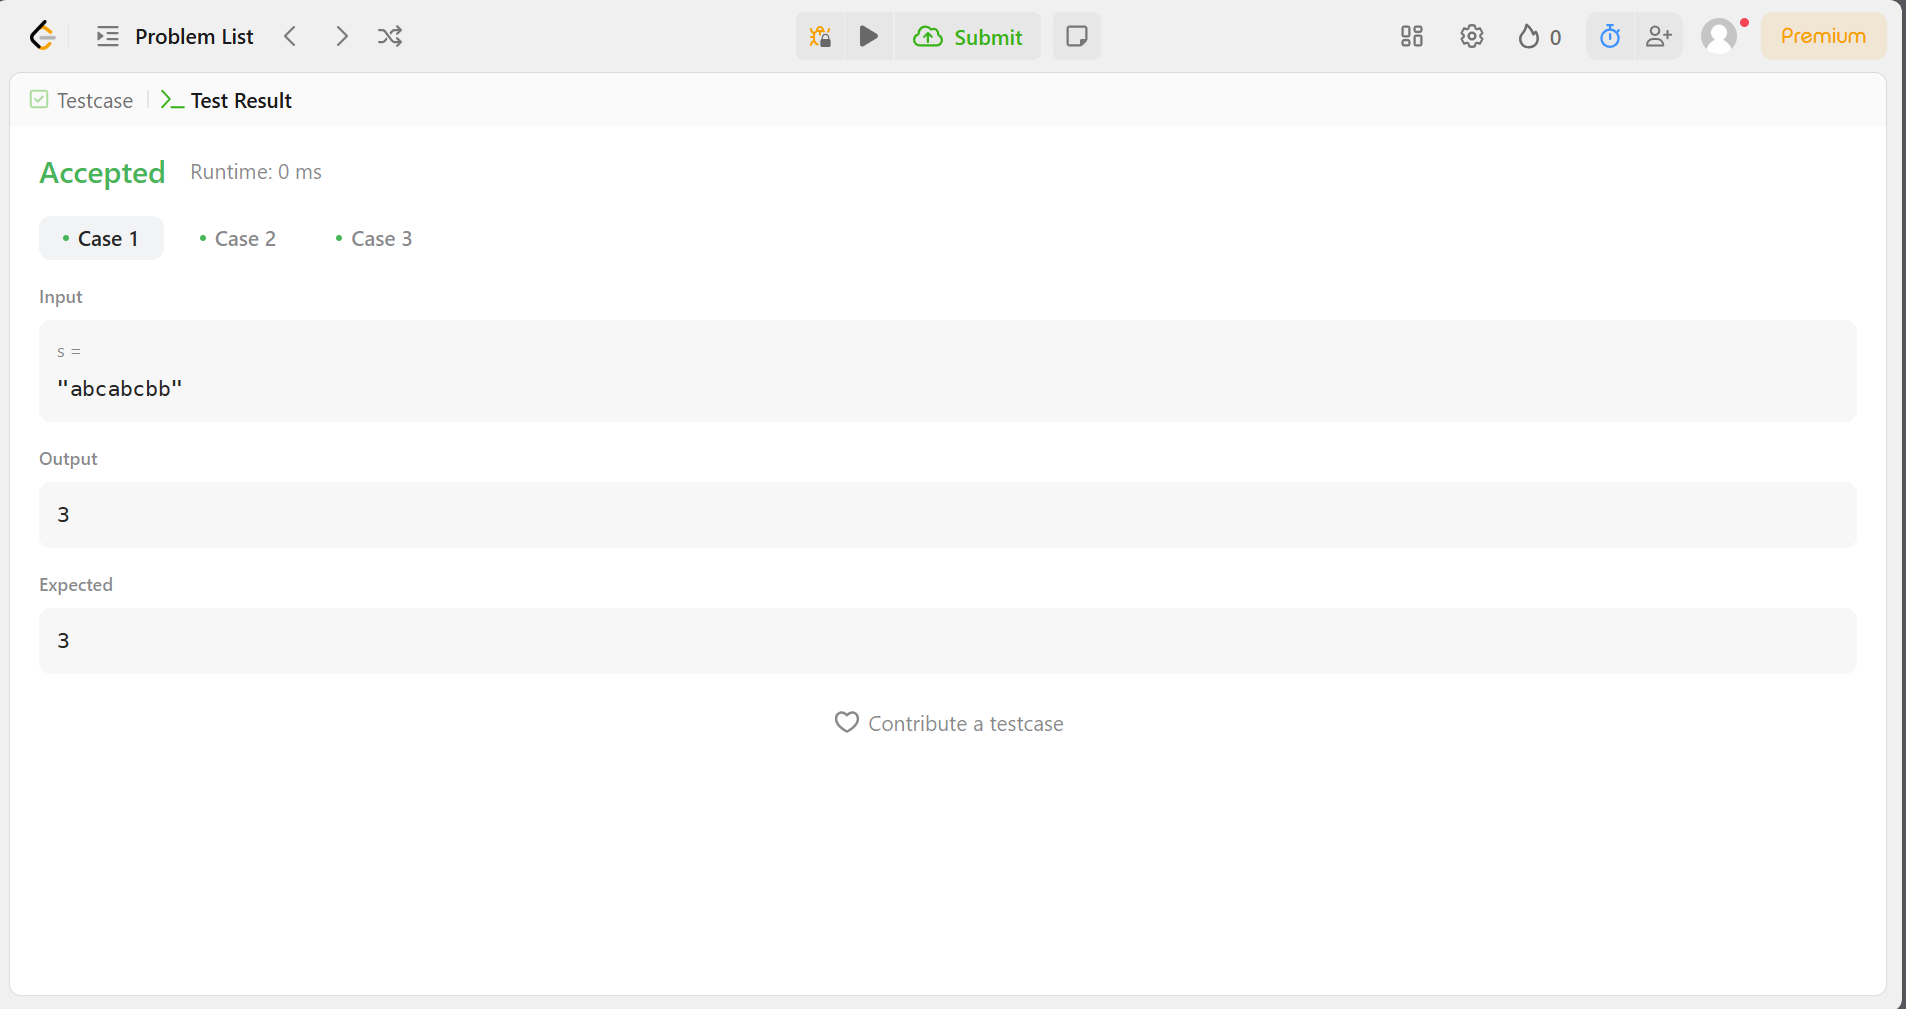 Problem List Submit 0 Premium
Testcase Test Result
Accepted Runtime: 0 ms
Case 1 Case 2 Case 3
Input
s =
"abcabcbb"
Output
3
Expected
3
Contribute a testcase